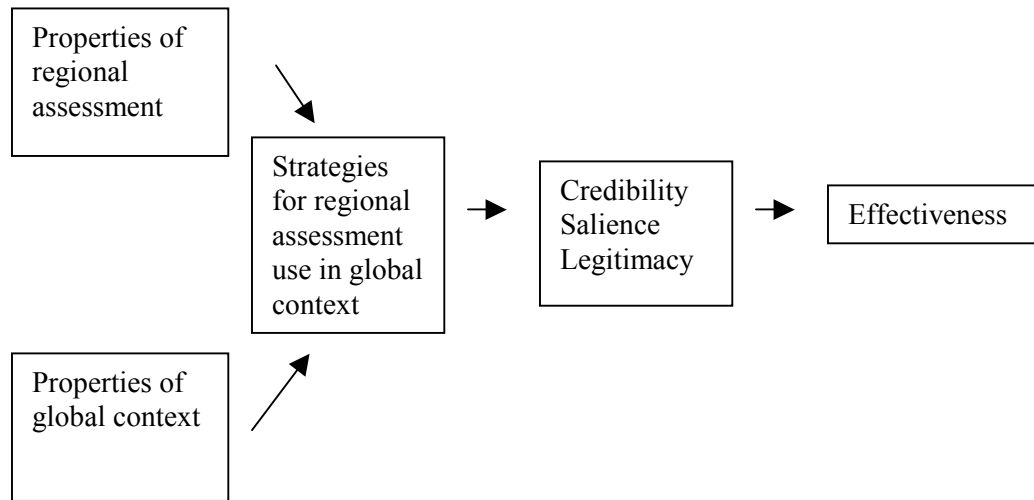 Properties of
regional
assessment
Strategies
for regional
assessment
use in global
context
Credibility
Salience
Legitimacy
Effectiveness
Properties of
global context